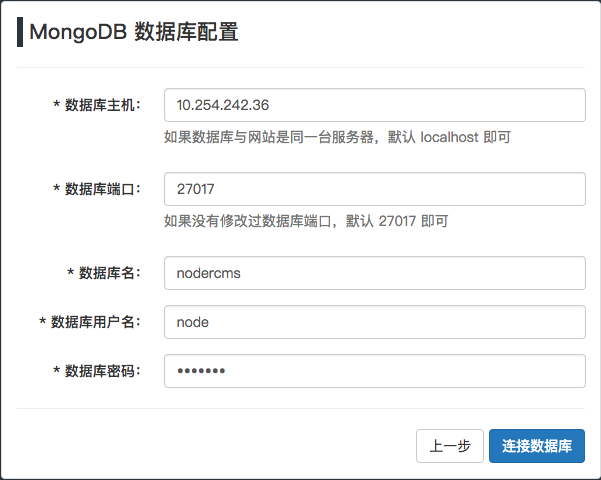 MongoDB 数据库配置
* 数据库主机： 10.254.242.36
如果数据库与网站是同一台服务器，默认 localhost 即可
* 数据库端口： 27017
如果没有修改过数据库端口，默认 27017 即可
* 数据库名： nodercms
* 数据库用户名： node
* 数据库密码： •••••••
上一步 连接数据库